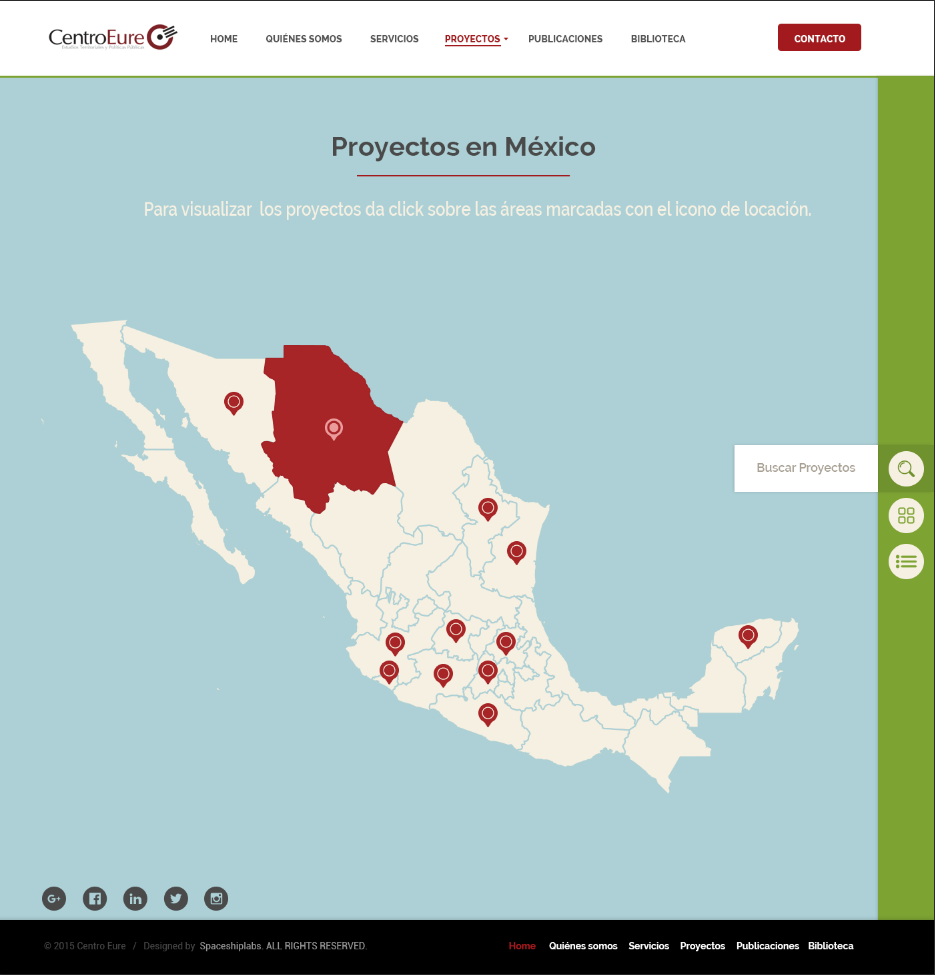 CentroEure
Estudios Territoriales y Políticas Públicas
HOME QUIÉNES SOMOS SERVICIOS PROYECTOS PUBLICACIONES BIBLIOTECA CONTACTO
Proyectos en México
Para visualizar los proyectos da click sobre las áreas marcadas con el icono de locación.
Buscar Proyectos
G+ in
© 2015 Centro Eure / Designed by Spaceshiplabs. ALL RIGHTS RESERVED. Home Quiénes somos Servicios Proyectos Publicaciones Biblioteca